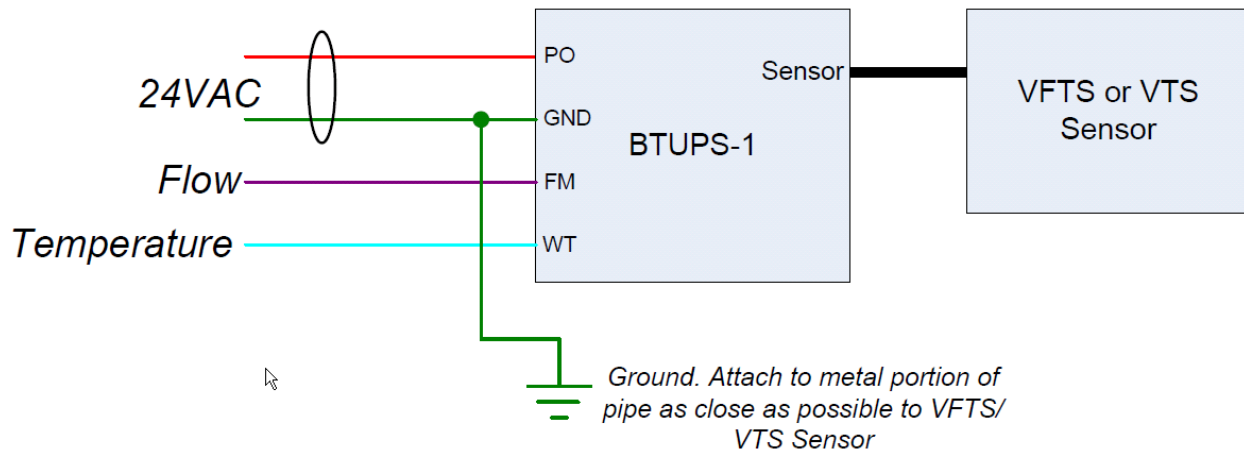 24VAC
Flow
Temperature
PO
GND
FM
WT
BTUPS-1
Sensor
VFTS or VTS
Sensor
Ground. Attach to metal portion of
pipe as close as possible to VFTS/
VTS Sensor